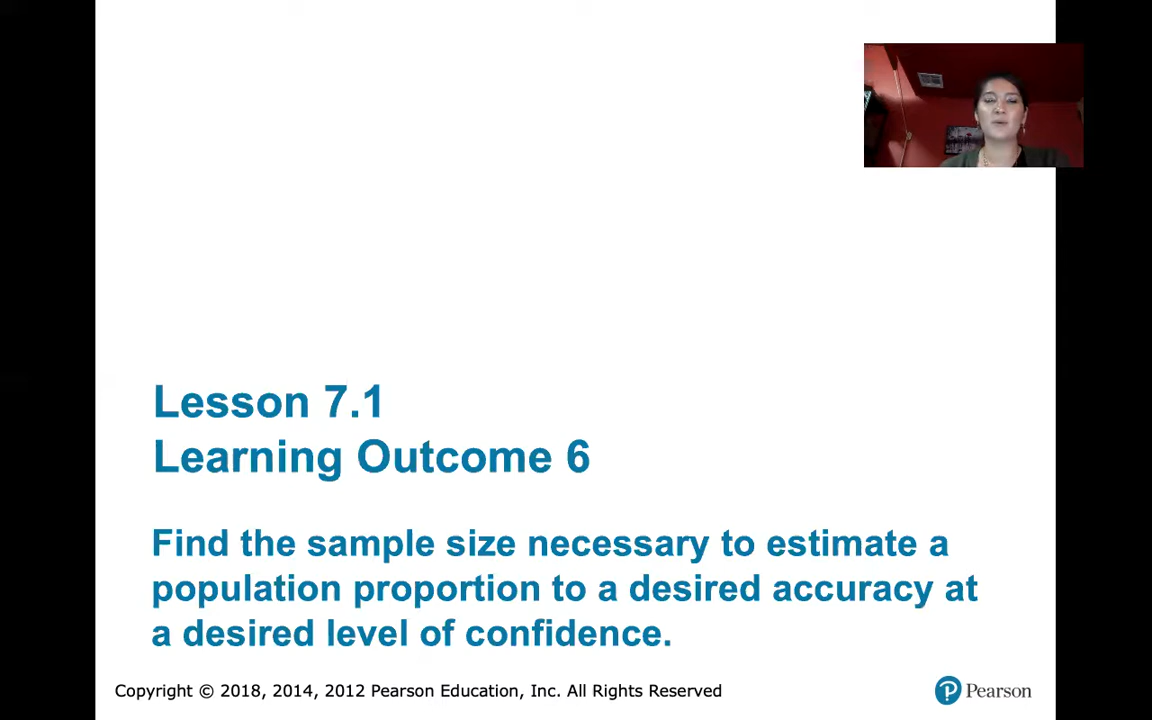 Lesson 7.1
Learning Outcome 6
Find the sample size necessary to estimate a
population proportion to a desired accuracy at
a desired level of confidence.
Copyright © 2018, 2014, 2012 Pearson Education, Inc. All Rights Reserved
Pearson